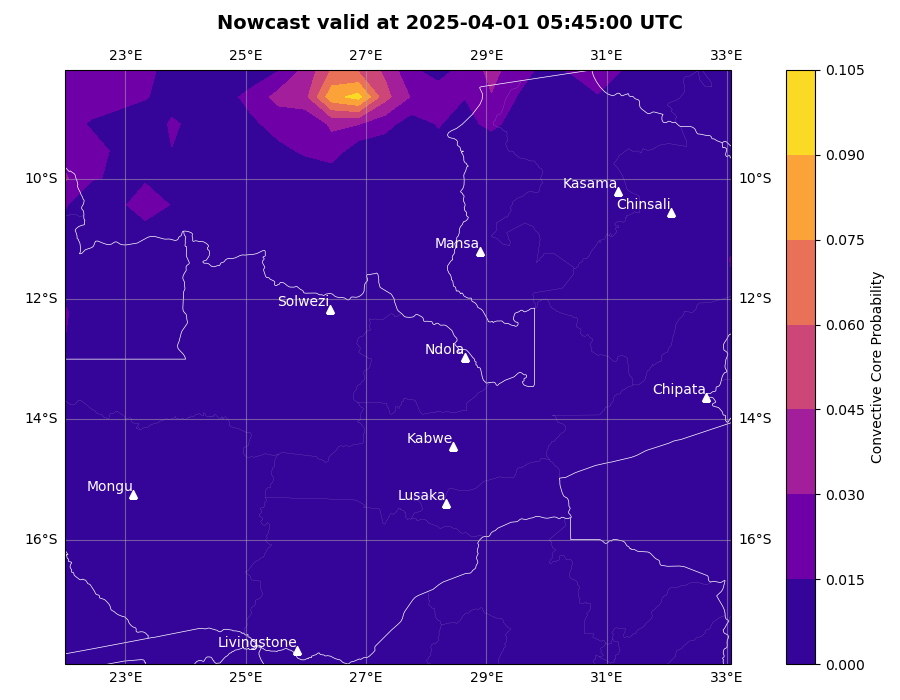 Nowcast valid at 2025-04-01 05:45:00 UTC
23°E 25°E 27°E 29°E 31°E 33°E
0.105
0.090
10°S Kasama 10°S
Chinsali
Mansa
0.075
12°S Solwezi 12°S
0.060
Ndola
Chipata
0.045
14°S 14°S
Kabwe
Mongu Lusaka
0.030
16°S 16°S
0.015
Livingstone
0.000
23°E 25°E 27°E 29°E 31°E 33°E
Convective Core Probability